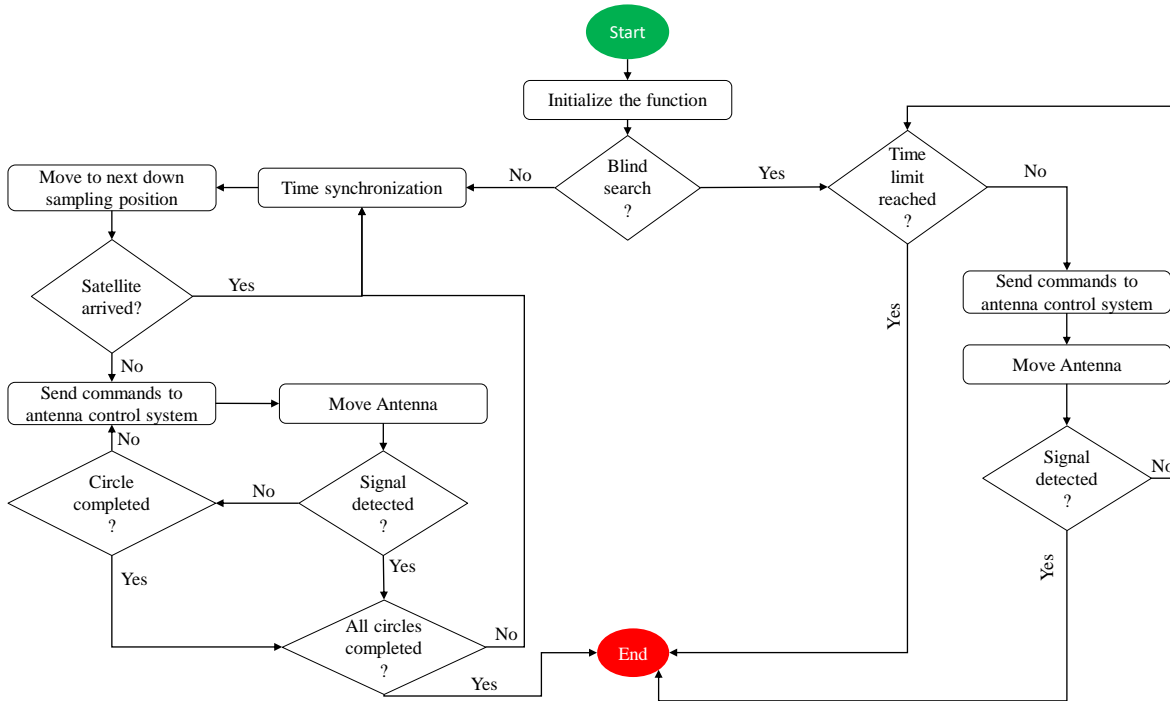 Start
Initialize the function
Blind
search
?
No
Yes
Time synchronization
Move to next down
sampling position
Satellite
arrived?
Yes
No
Send commands to
antenna control system
Move Antenna
No
Circle
completed
?
No
Signal
detected
?
Yes
Yes
All circles
completed
?
No
Yes
End
Time
limit
reached
?
No
Yes
Send commands to
antenna control system
Move Antenna
Signal
detected
?
No
Yes